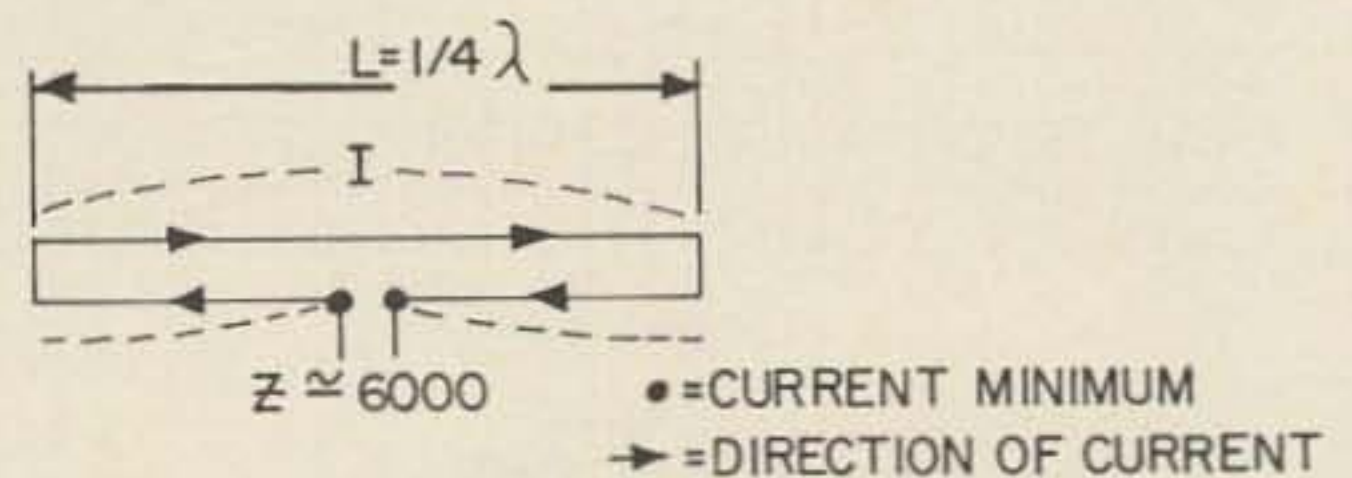 L=1/4 λ
I
Z ≃ 6000
•=CURRENT MINIMUM
→=DIRECTION OF CURRENT